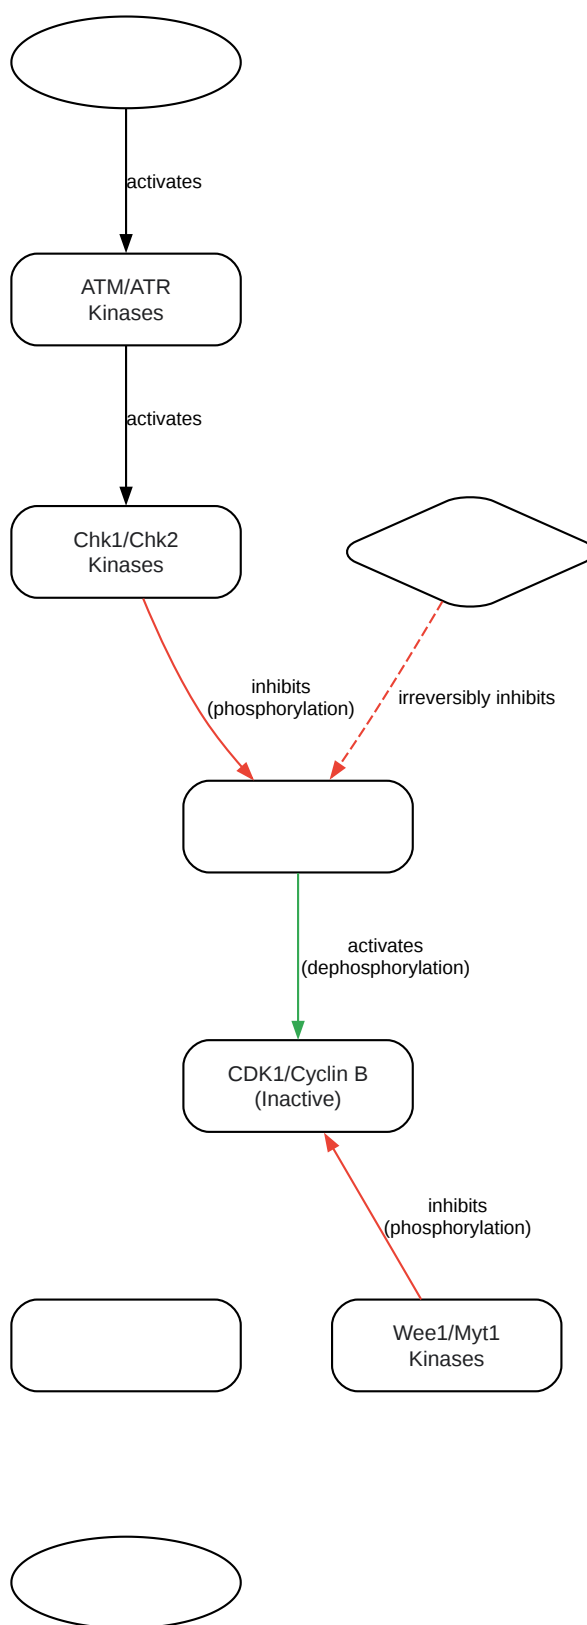 activates
ATM/ATR
Kinases
activates
Chk1/Chk2
Kinases
inhibits
(phosphorylation)
irreversibly inhibits
activates
(dephosphorylation)
CDK1/Cyclin B
(Inactive)
inhibits
(phosphorylation)
Wee1/Myt1
Kinases